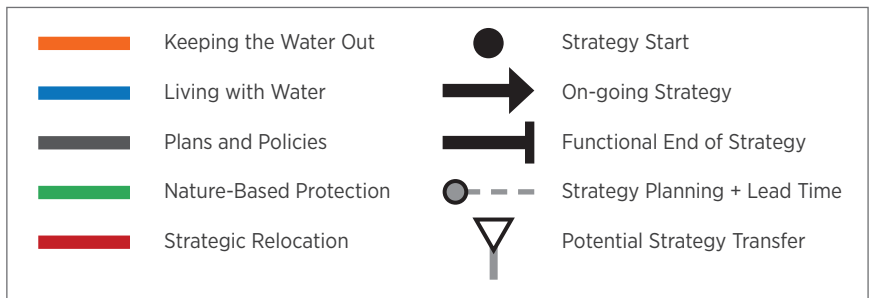 Keeping the Water Out
Strategy Start
Living with Water
On-going Strategy
Plans and Policies
Functional End of Strategy
Nature-Based Protection
Strategy Planning + Lead Time
Strategic Relocation
Potential Strategy Transfer